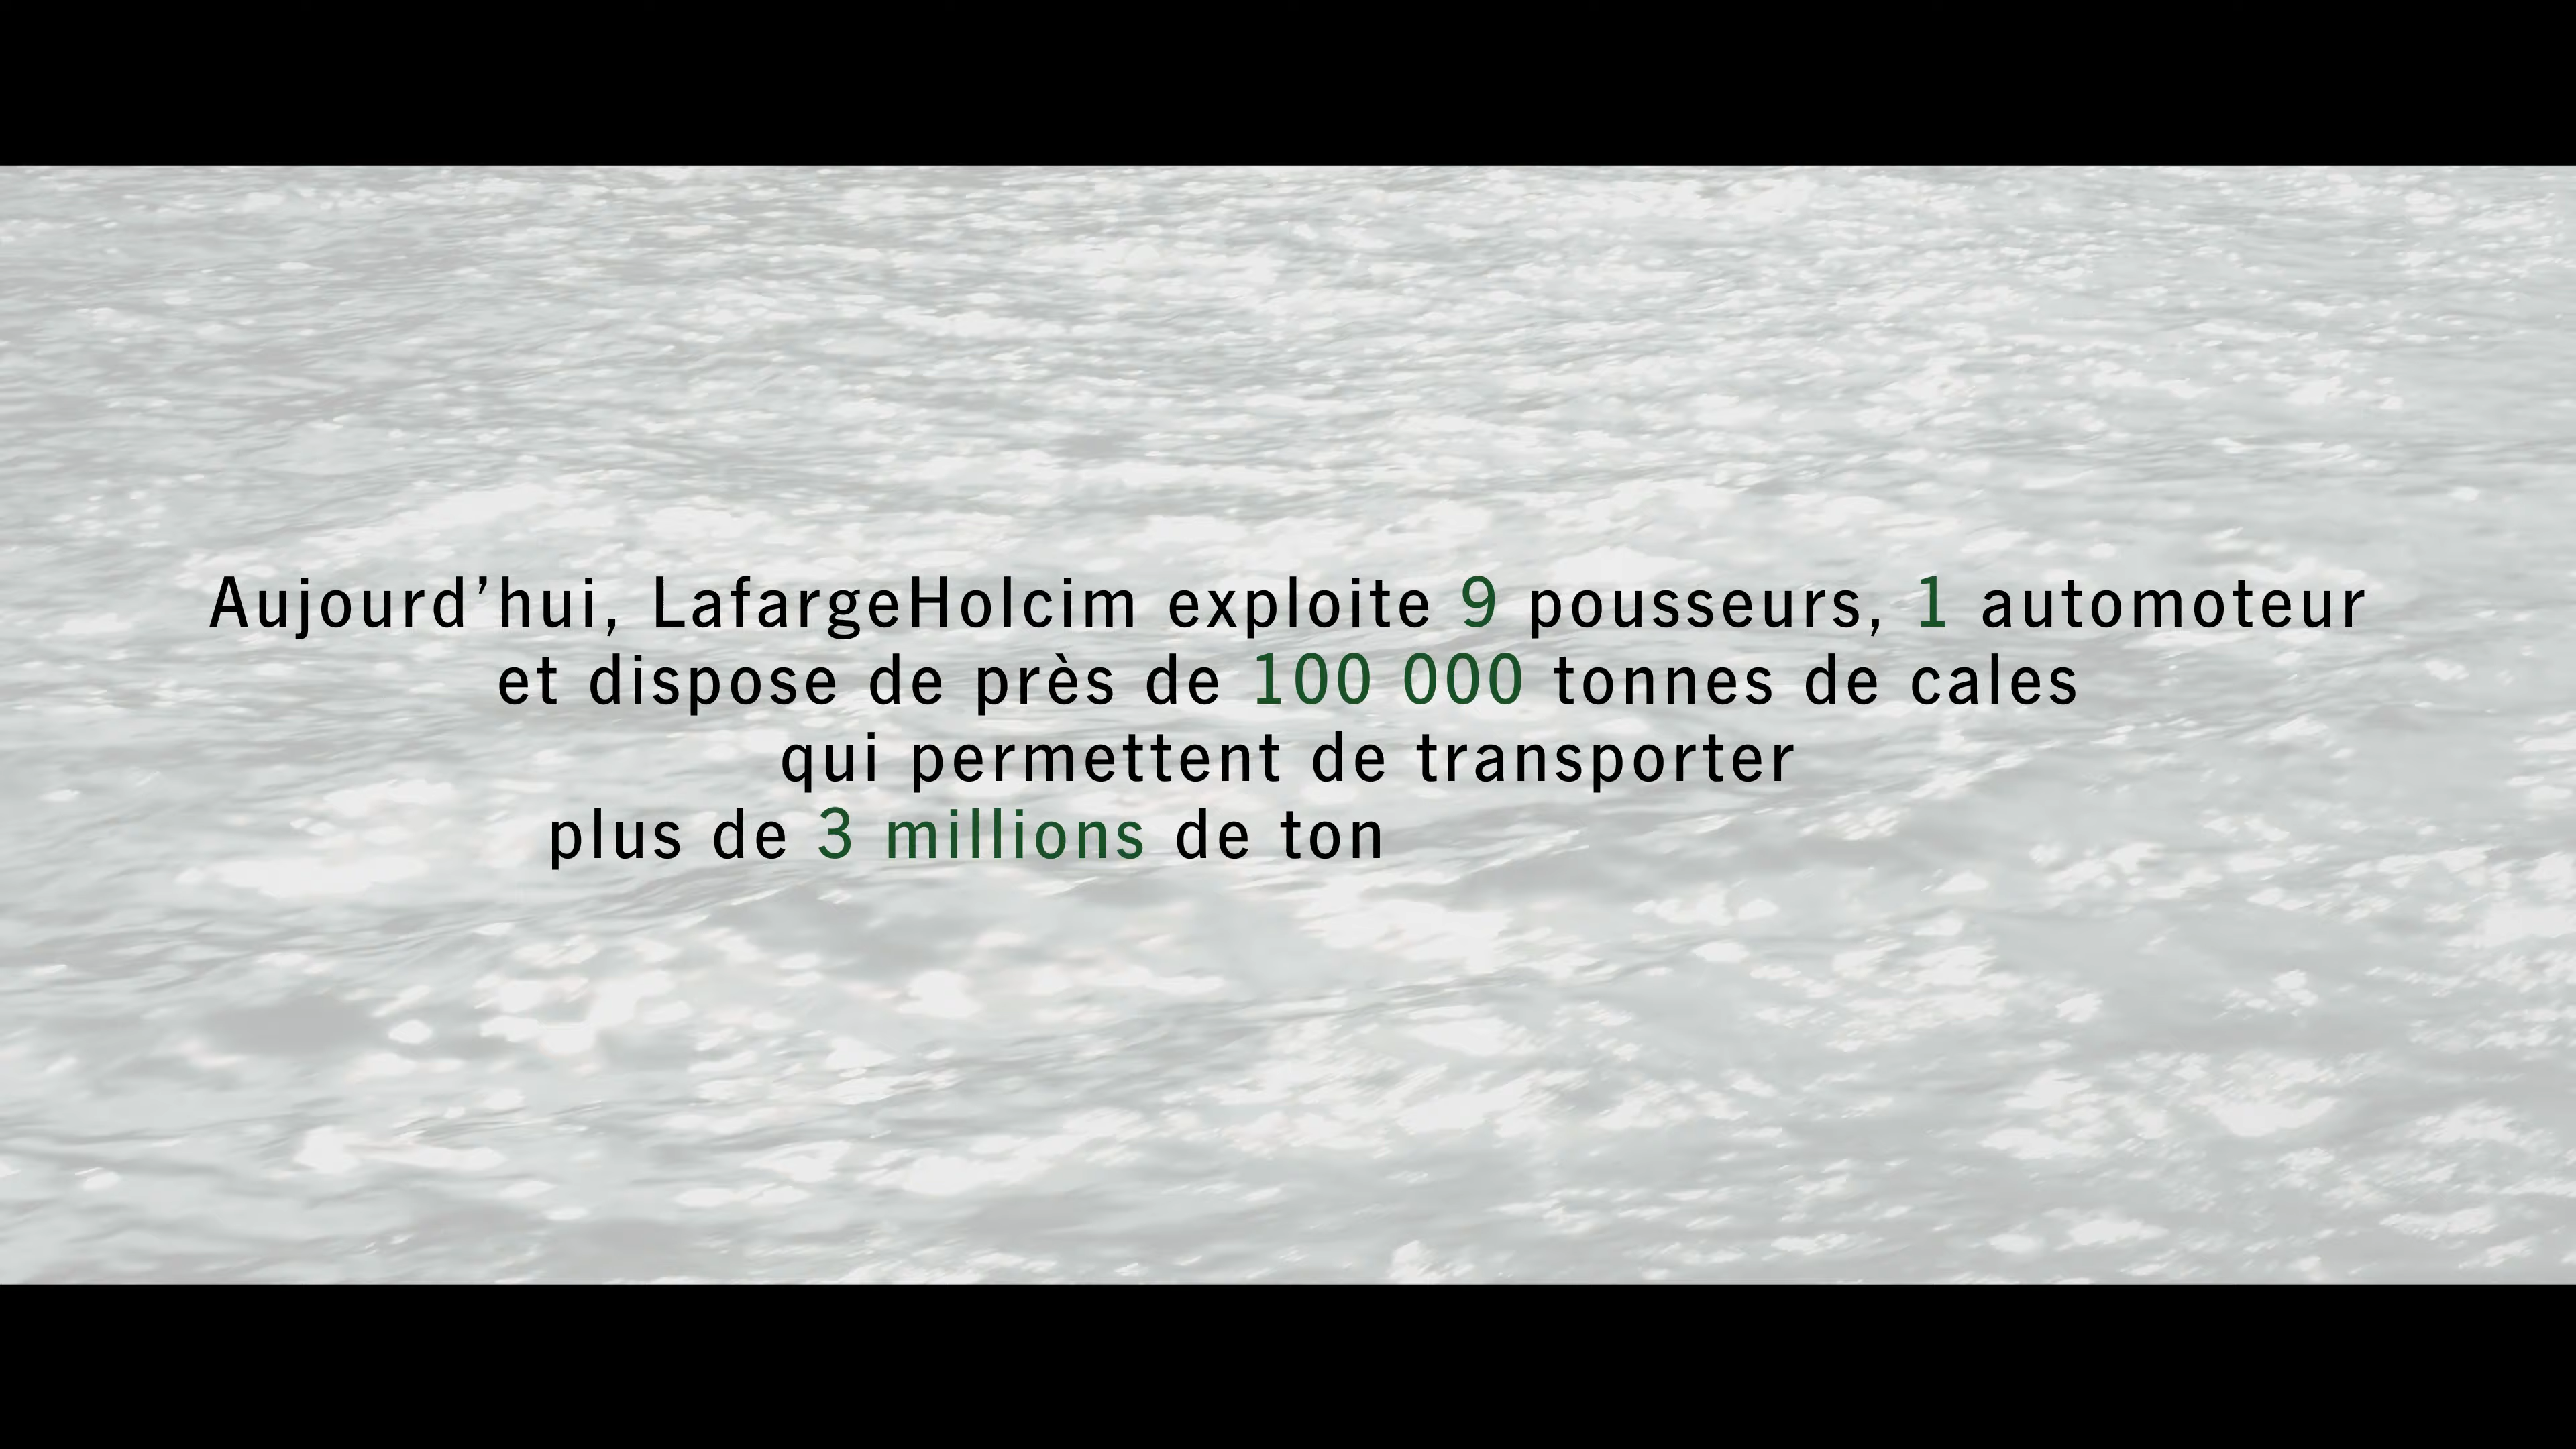 Aujourd’hui, LafargeHolcim exploite 9 pousseurs, 1 automoteur
et dispose de près de 100 000 tonnes de cales
qui permettent de transporter
plus de 3 millions de ton